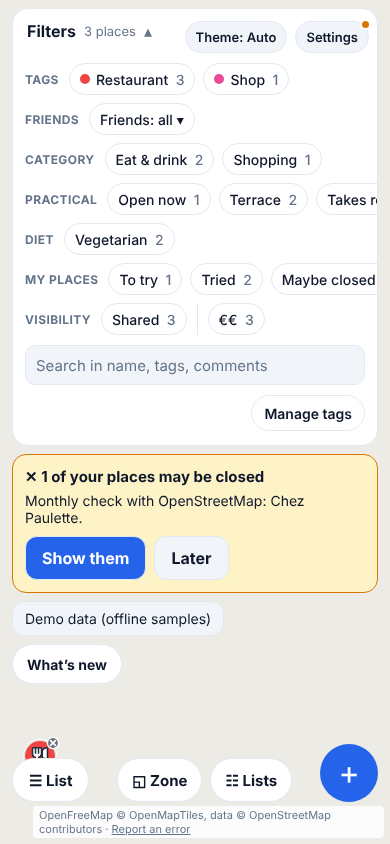 Filters 3 places ▲ Theme: Auto Settings
TAGS Restaurant 3 Shop 1
FRIENDS Friends: all ▾
CATEGORY Eat & drink 2 Shopping 1
PRACTICAL Open now 1 Terrace 2 Takes
DIET Vegetarian 2
MY PLACES To try 1 Tried 2 Maybe closed
VISIBILITY Shared 3 €€ 3
Search in name, tags, comments
Manage tags
✕ 1 of your places may be closed
Monthly check with OpenStreetMap: Chez
Paulette.
Show them Later
Demo data (offline samples)
What's new
☰ List ◱ Zone ☷ Lists +
OpenFreeMap © OpenMapTiles, data © OpenStreetMap
contributors · Report an error